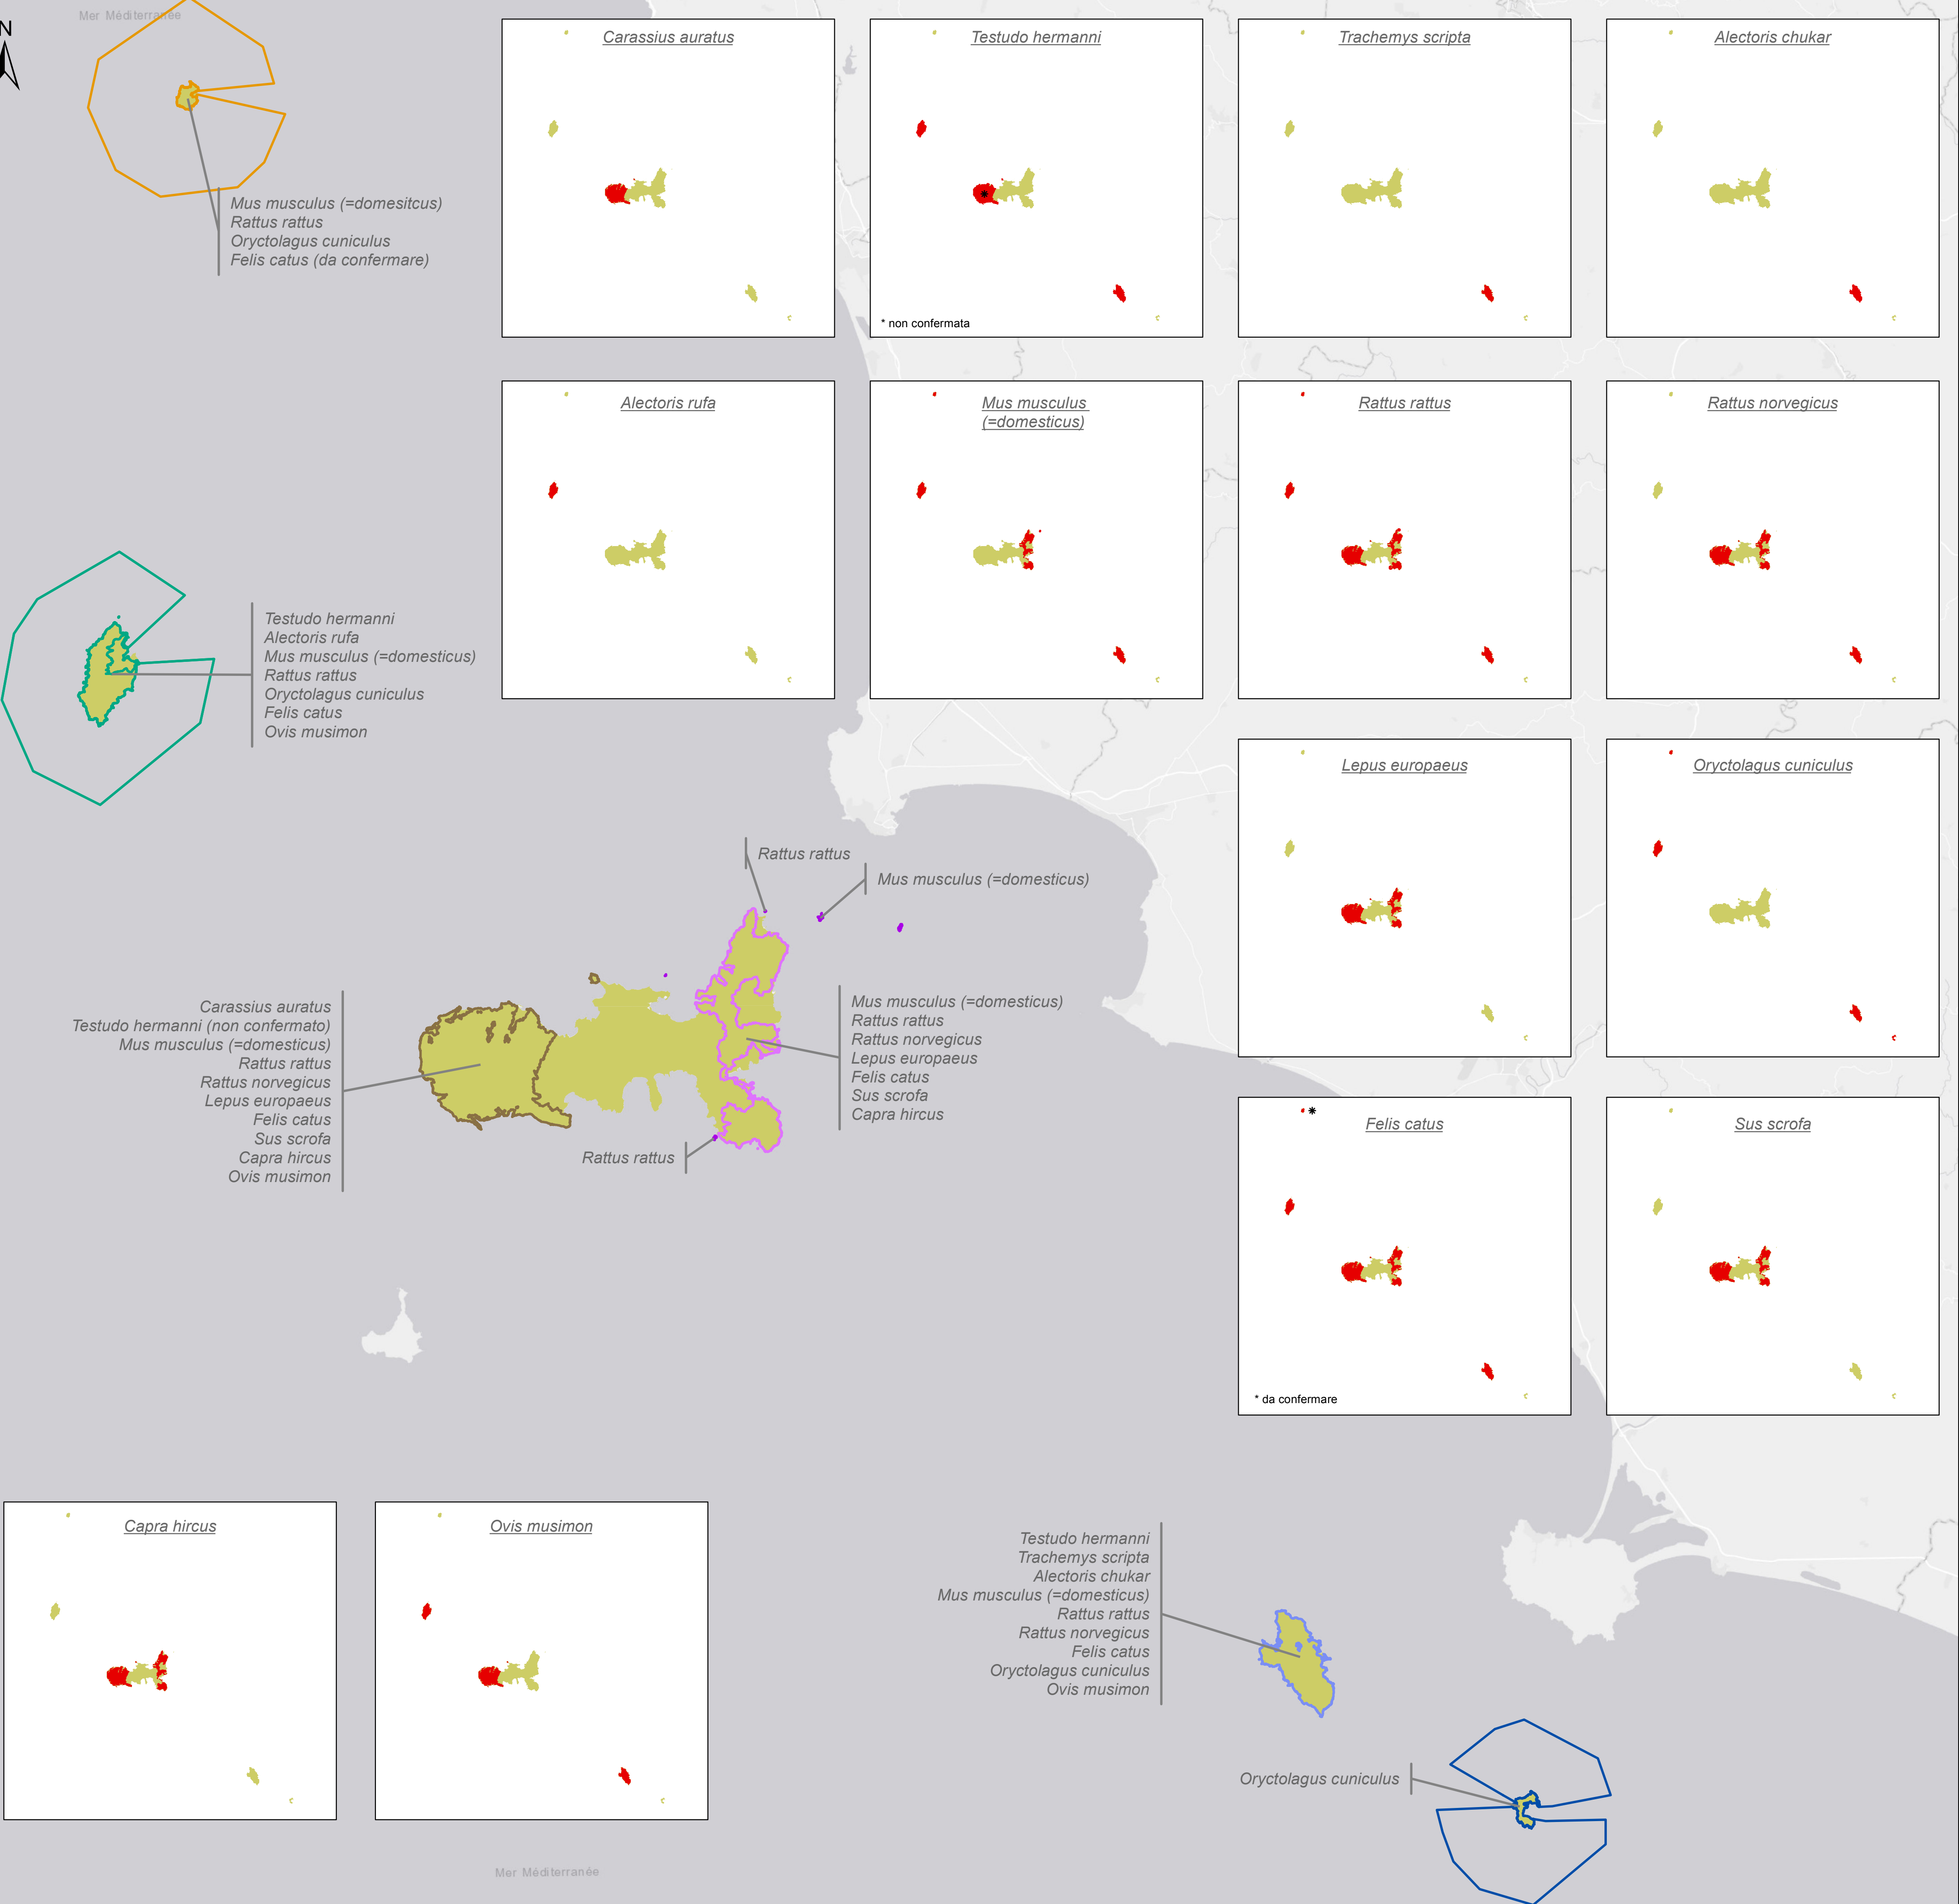 Mer Méditerranée
N
Mus musculus (=domesitcus)
Rattus rattus
Oryctolagus cuniculus
Felis catus (da confermare)
Carassius auratus
Testudo hermanni
* non confermata
Trachemys scripta
Alectoris chukar
Alectoris rufa
Mus musculus
(=domesticus)
Rattus rattus
Rattus norvegicus
Testudo hermanni
Alectoris rufa
Mus musculus (=domesticus)
Rattus rattus
Oryctolagus cuniculus
Felis catus
Ovis musimon
Lepus europaeus
Oryctolagus cuniculus
Rattus rattus
Mus musculus (=domesticus)
Carassius auratus
Testudo hermanni (non confermato)
Mus musculus (=domesticus)
Rattus rattus
Rattus norvegicus
Lepus europaeus
Felis catus
Sus scrofa
Capra hircus
Ovis musimon
Mus musculus (=domesticus)
Rattus rattus
Rattus norvegicus
Lepus europaeus
Felis catus
Sus scrofa
Capra hircus
Rattus rattus
*
Felis catus
* da confermare
Sus scrofa
Capra hircus
Ovis musimon
Testudo hermanni
Trachemys scripta
Alectoris chukar
Mus musculus (=domesticus)
Rattus rattus
Rattus norvegicus
Felis catus
Oryctolagus cuniculus
Ovis musimon
Oryctolagus cuniculus
Mer Méditerranée